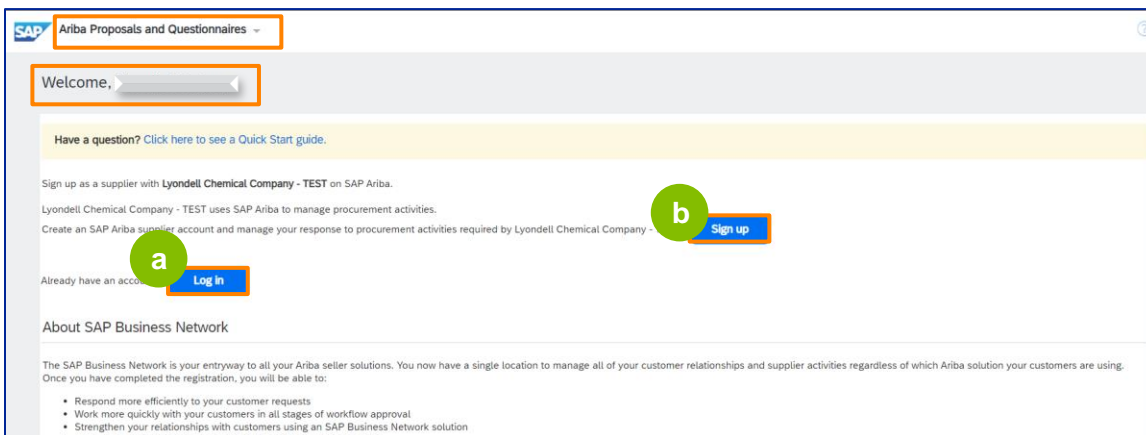 SAP Ariba Proposals and Questionnaires
Welcome,
Have a question? Click here to see a Quick Start guide.
Sign up as a supplier with Lyondell Chemical Company - TEST on SAP Ariba.
Lyondell Chemical Company - TEST uses SAP Ariba to manage procurement activities.
Create an SAP Ariba supplier account and manage your response to procurement activities required by Lyondell Chemical Company - b Sign up
Already have an a Log in
About SAP Business Network
The SAP Business Network is your entryway to all your Ariba seller solutions. You now have a single location to manage all of your customer relationships and supplier activities regardless of which Ariba solution your customers are using.
Once you have completed the registration, you will be able to:
• Respond more efficiently to your customer requests
• Work more quickly with your customers in all stages of workflow approval
• Strengthen your relationships with customers using an SAP Business Network solution